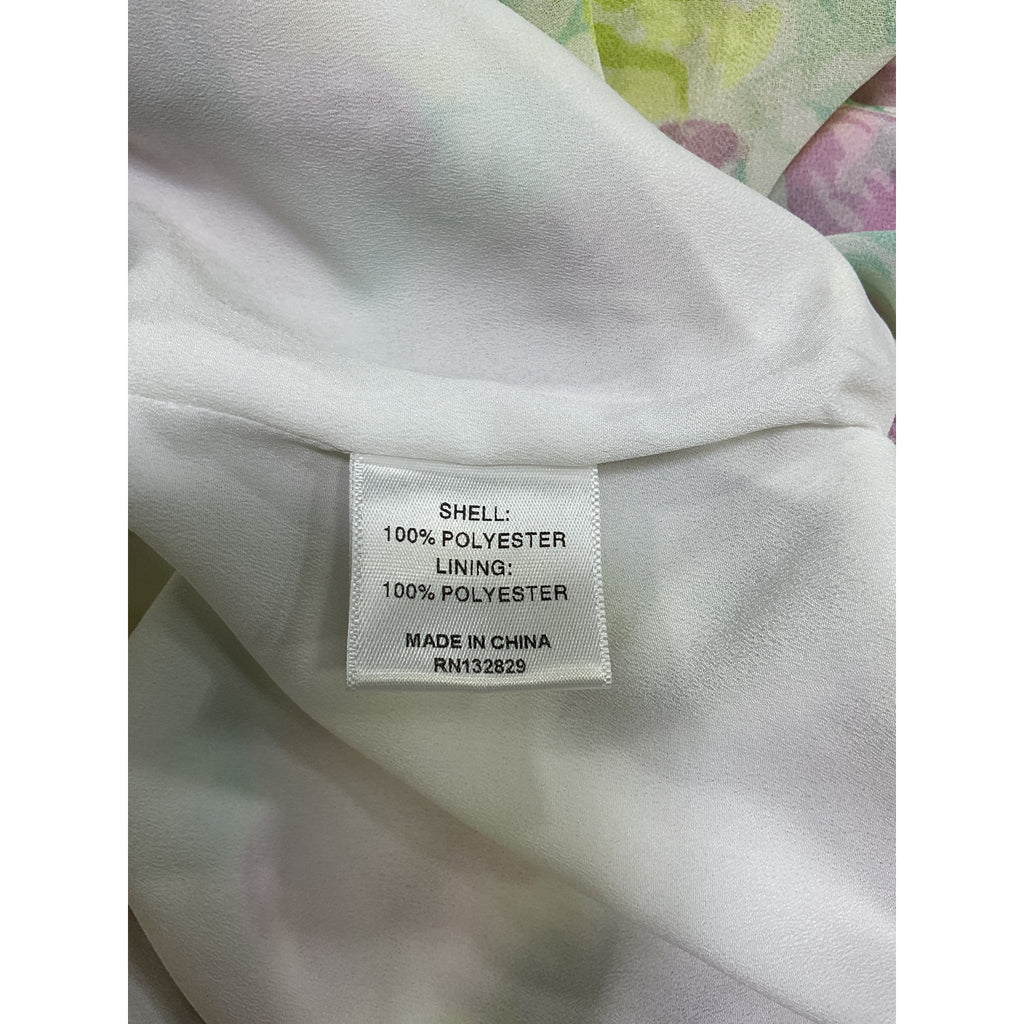 SHELL:
100% POLYESTER
LINING:
100% POLYESTER
MADE IN CHINA
RN132829